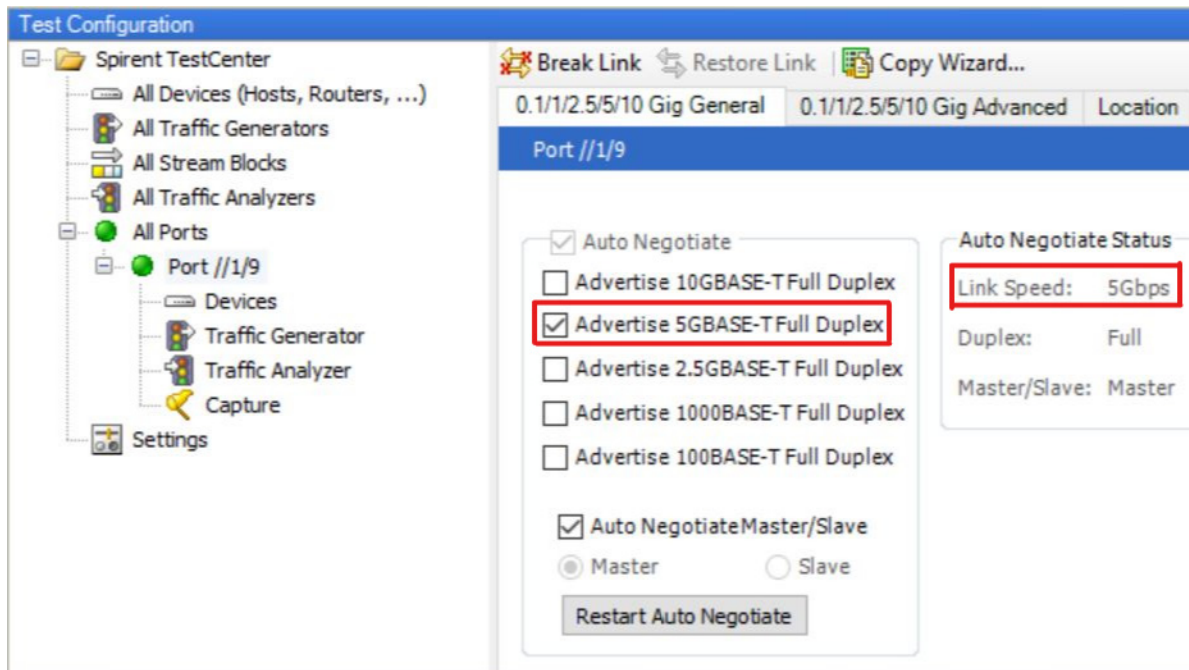 Test Configuration
Spirent TestCenter
All Devices (Hosts, Routers, ...)
All Traffic Generators
All Stream Blocks
All Traffic Analyzers
All Ports
Port //1/9
Devices
Traffic Generator
Traffic Analyzer
Capture
Settings
Break Link Restore Link Copy Wizard...
0.1/1/2.5/5/10 Gig General 0.1/1/2.5/5/10 Gig Advanced Location
Port //1/9
Auto Negotiate
Advertise 10GBASE-T Full Duplex
Advertise 5GBASE-T Full Duplex
Advertise 2.5GBASE-T Full Duplex
Advertise 1000BASE-T Full Duplex
Advertise 100BASE-T Full Duplex
Auto Negotiate Master/Slave
Master Slave
Restart Auto Negotiate
Auto Negotiate Status
Link Speed: 5Gbps
Duplex: Full
Master/Slave: Master